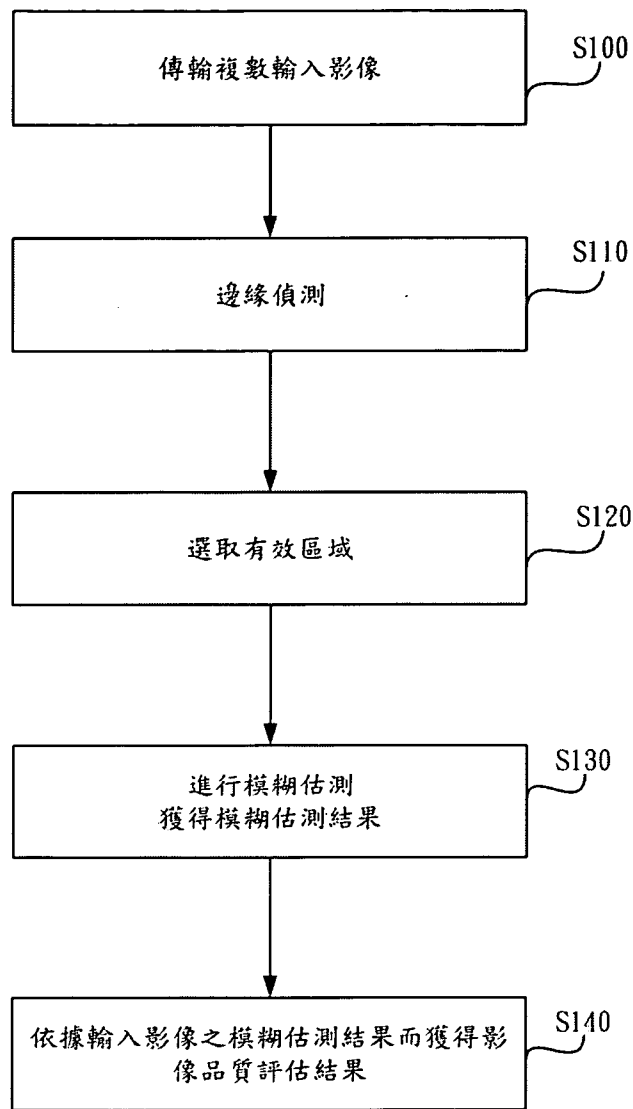 傳輸複數輸入影像
S100
邊緣偵測
S110
選取有效區域
S120
進行模糊估測
獲得模糊估測結果
S130
依據輸入影像之模糊估測結果而獲得影
像品質評估結果
S140